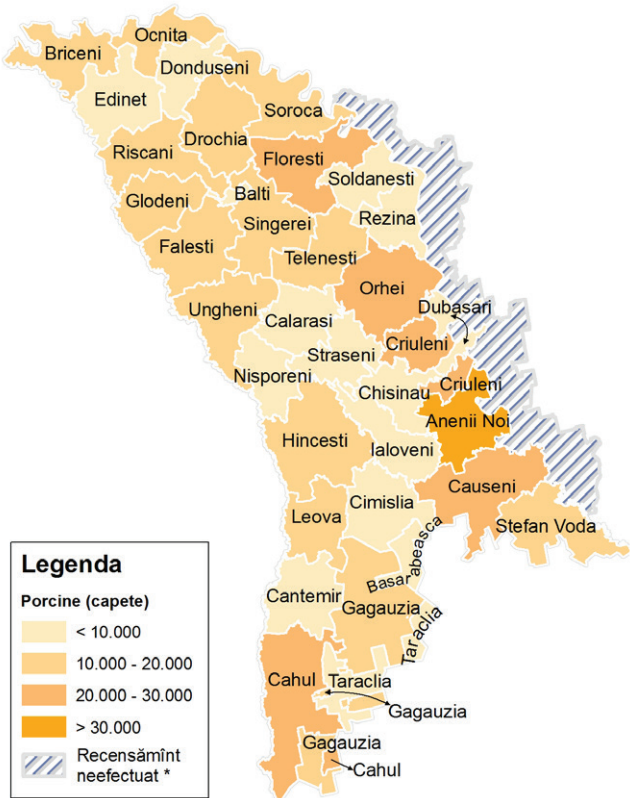 Ocnita
Briceni
Donduseni
Edinet
Soroca
Drochia
Riscani
Floresti
Soldanesti
Balti
Glodeni
Rezina
Singerei
Falesti
Telenesti
Orhei
Ungheni
Dubasari
Calarasi
Criuleni
Straseni
Nisporeni
Chisinau
Criuleni
Anenii Noi
Hincesti
Ialoveni
Causeni
Cimislia
Leova
Stefan Voda
Basarabeasca
Cantemir
Gagauzia
Taraclia
Cahul
Taraclia
Gagauzia
Gagauzia
Cahul
Legenda
Porcine (capete)
< 10.000
10.000 - 20.000
20.000 - 30.000
> 30.000
Recensămînt
neefectuat *